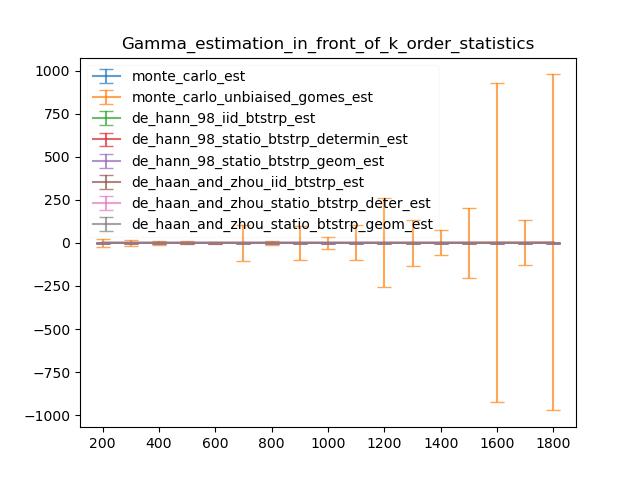 Gamma_estimation_in_front_of_k_order_statistics
1000
750
500
250
0
−250
−500
−750
−1000
monte_carlo_est
monte_carlo_unbiaised_gomes_est
de_hann_98_iid_btstrp_est
de_hann_98_statio_btstrp_determin_est
de_hann_98_statio_btstrp_geom_est
de_haan_and_zhou_iid_btstrp_est
de_haan_and_zhou_statio_btstrp_deter_est
de_haan_and_zhou_statio_btstrp_geom_est
200 400 600 800 1000 1200 1400 1600 1800